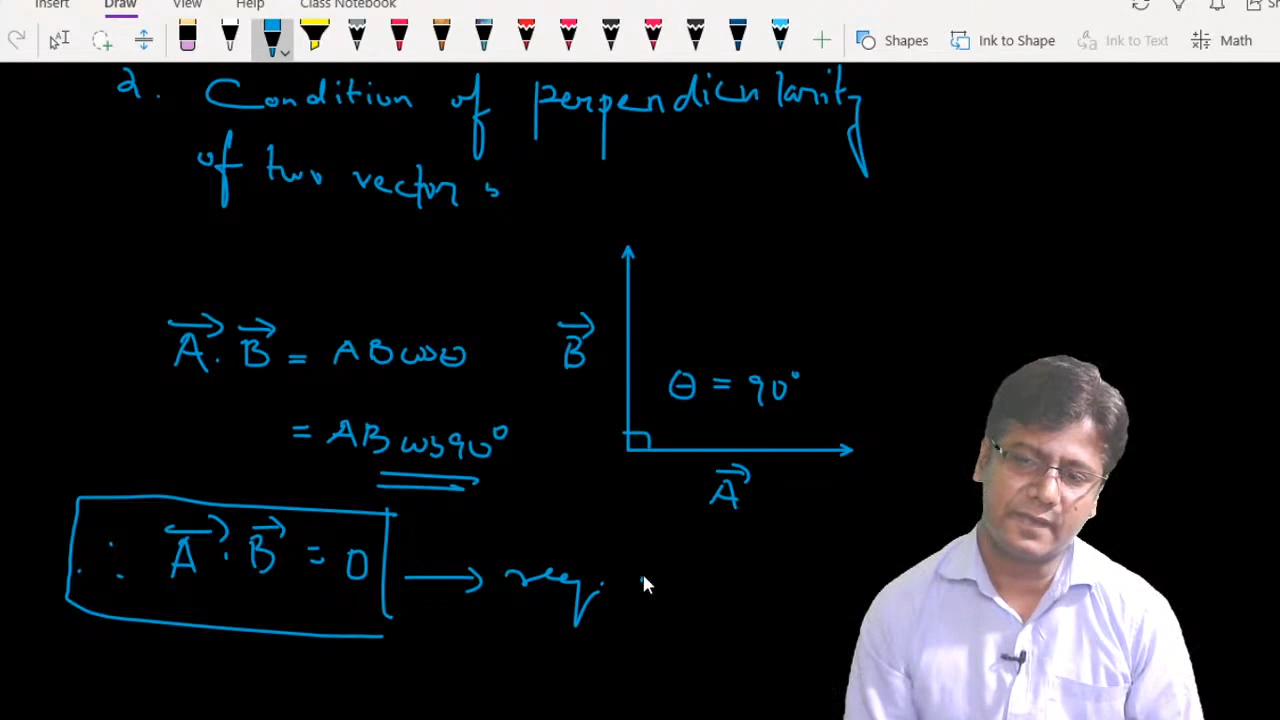 Insert Draw View Help Class Notebook
Shapes Ink to Shape Ink to Text Math
2. Condition of perpendicularity
of two vectors
A⃗ . B⃗ = AB cosθ
= AB cos90°
∴ A⃗ . B⃗ = 0 → req.
B⃗
θ = 90°
A⃗